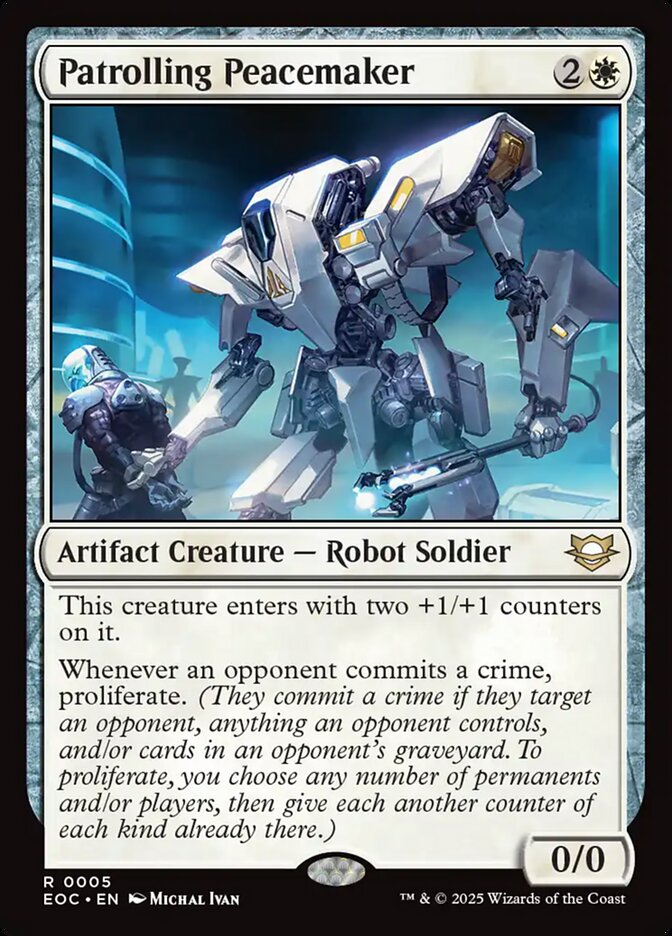 Patrolling Peacemaker 2
Artifact Creature — Robot Soldier
This creature enters with two +1/+1 counters
on it.
Whenever an opponent commits a crime,
proliferate. (They commit a crime if they target
an opponent, anything an opponent controls,
and/or cards in an opponent's graveyard. To
proliferate, you choose any number of permanents
and/or players, then give each another counter of
each kind already there.)
0/0
R 0005
EOC • EN Michal Ivan
™ & © 2025 Wizards of the Coast